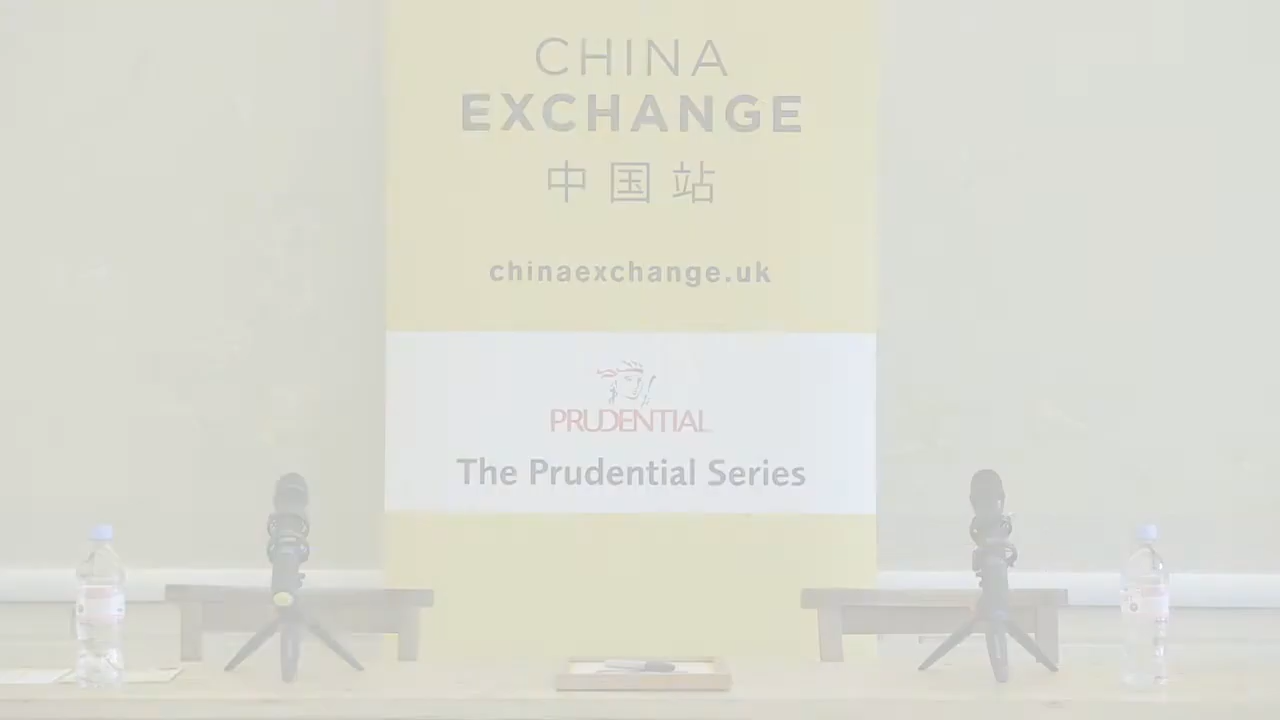 CHINA
EXCHANGE
中国站
chinaexchange.uk
PRUDENTIAL
The Prudential Series